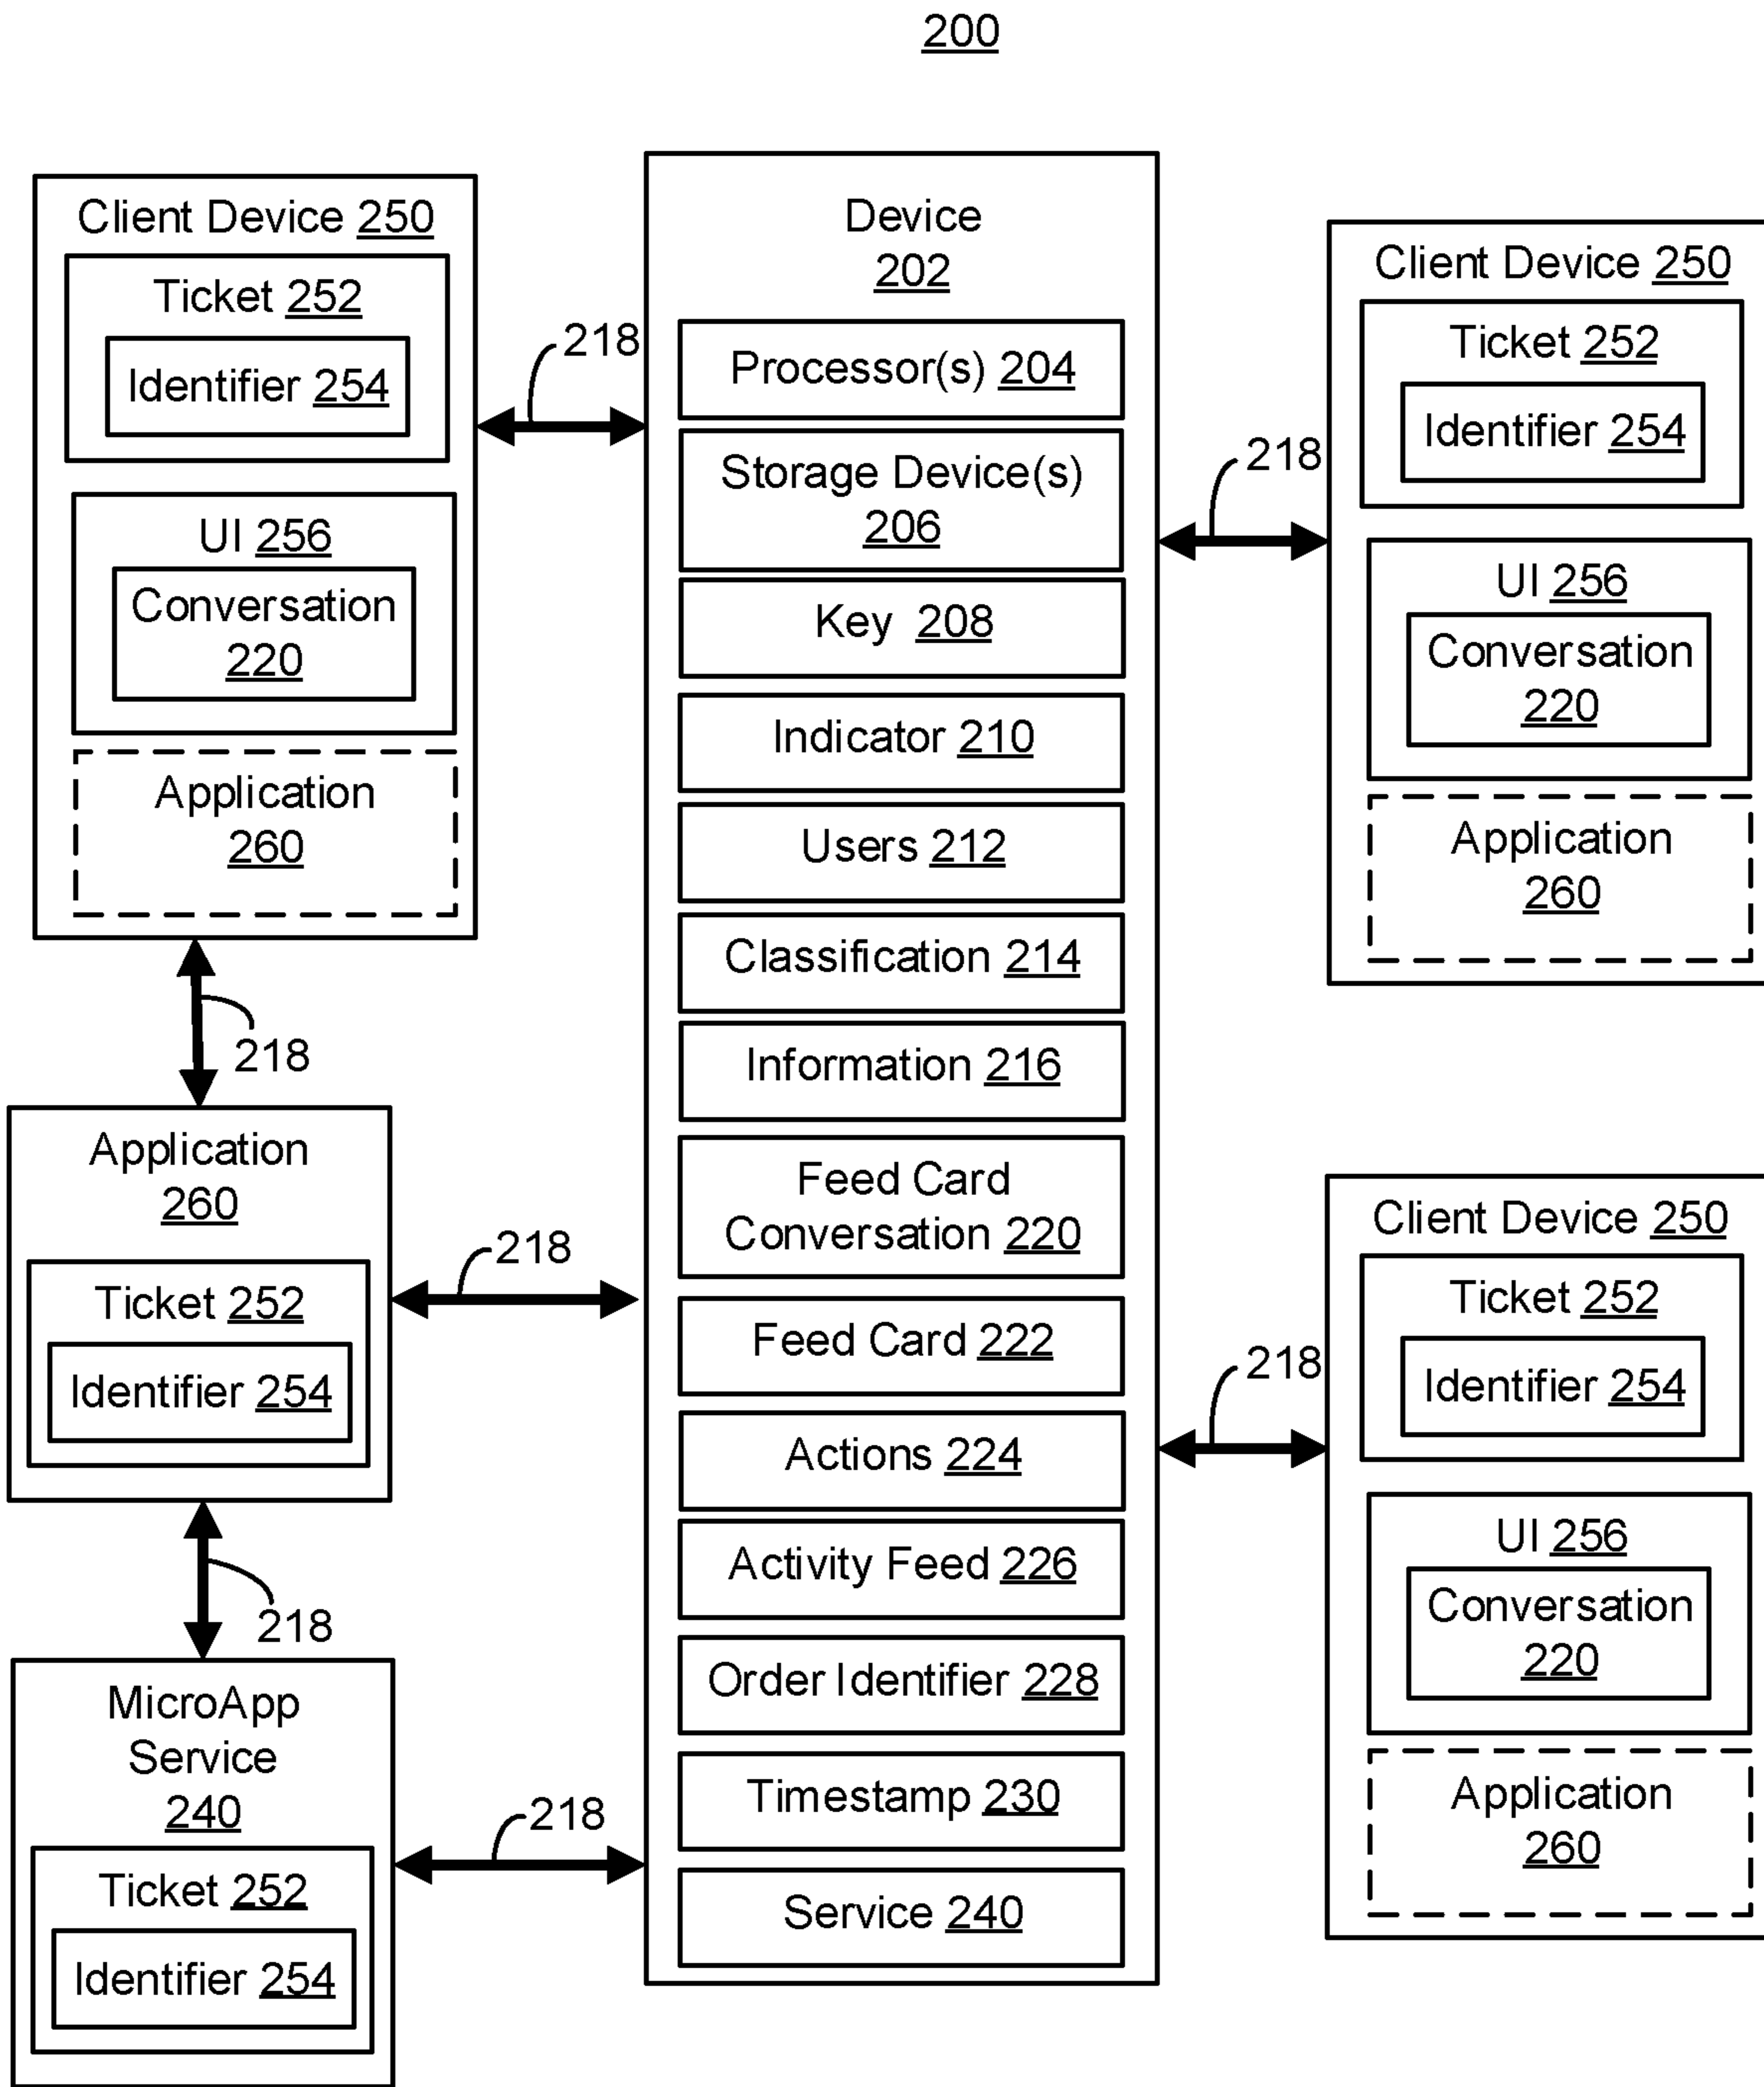 200
Client Device 250
Ticket 252
Identifier 254
UI 256
Conversation
220
Application
260
218
218
Application
260
Ticket 252
Identifier 254
218
218
MicroApp
Service
240
Ticket 252
Identifier 254
218
Device
202
Processor(s) 204
Storage Device(s)
206
Key 208
Indicator 210
Users 212
Classification 214
Information 216
Feed Card
Conversation 220
Feed Card 222
Actions 224
Activity Feed 226
Order Identifier 228
Timestamp 230
Service 240
218
Client Device 250
Ticket 252
Identifier 254
UI 256
Conversation
220
Application
260
218
Client Device 250
Ticket 252
Identifier 254
UI 256
Conversation
220
Application
260